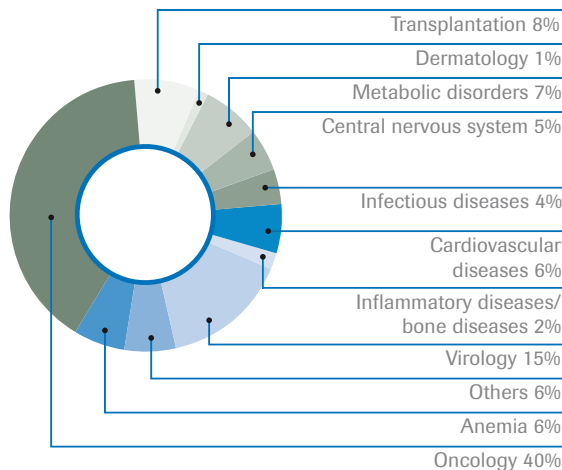 Transplantation 8%
Dermatology 1%
Metabolic disorders 7%
Central nervous system 5%
Infectious diseases 4%
Cardiovascular
diseases 6%
Inflammatory diseases/
bone diseases 2%
Virology 15%
Others 6%
Anemia 6%
Oncology 40%